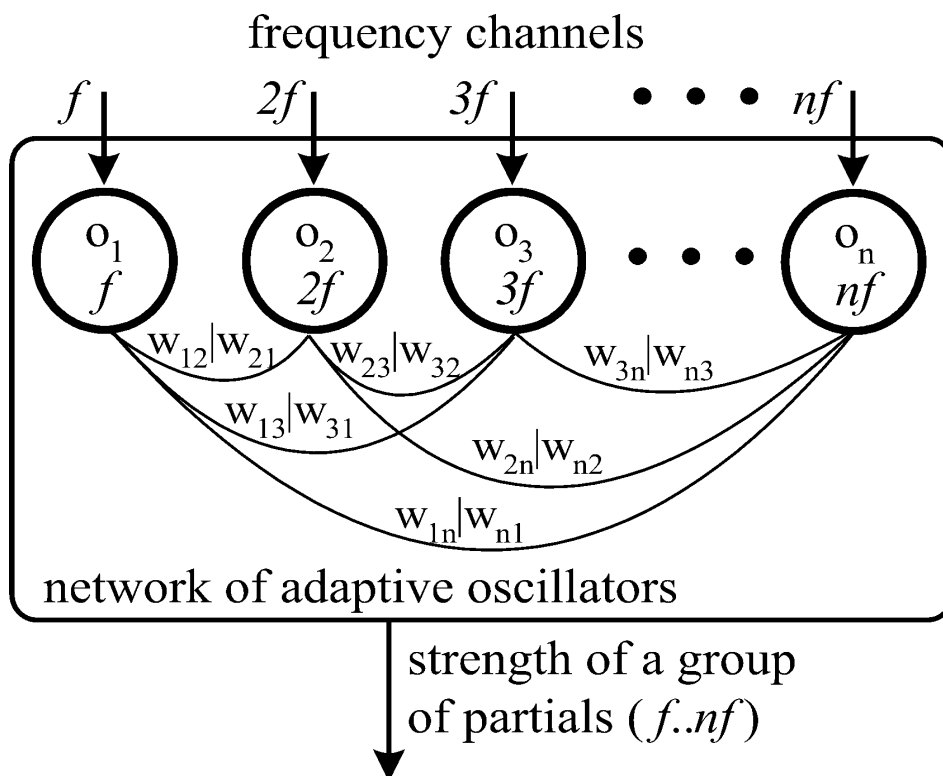 frequency channels
f 2f 3f • • • nf
o₁ o₂ o₃ • • • oₙ
f 2f 3f nf
w₁₂|w₂₁ w₂₃|w₃₂ w₃ₙ|wₙ₃
w₁₃|w₃₁
w₂ₙ|wₙ₂
w₁ₙ|wₙ₁
network of adaptive oscillators
strength of a group
of partials (f..nf)